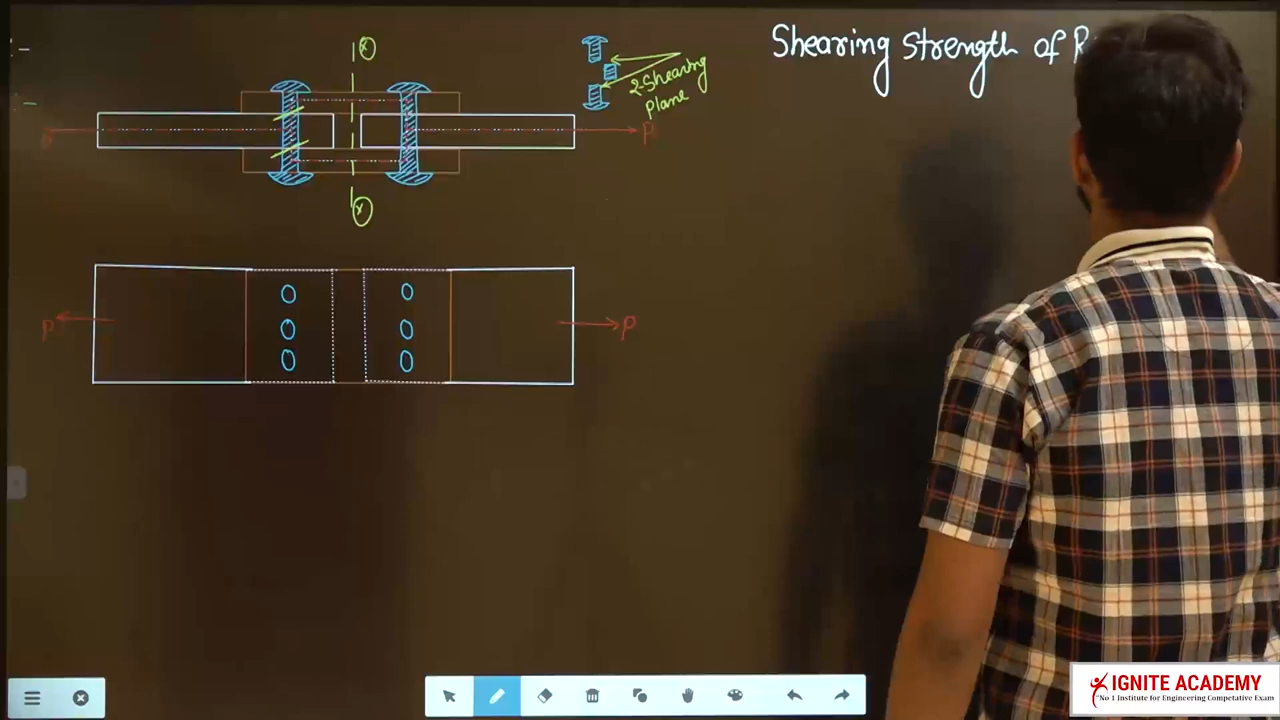 Shearing Strength of R
x
2-Shearing
plane
P
x
P
P
IGNITE ACADEMY
"No 1 Institute for Engineering Competative Exam